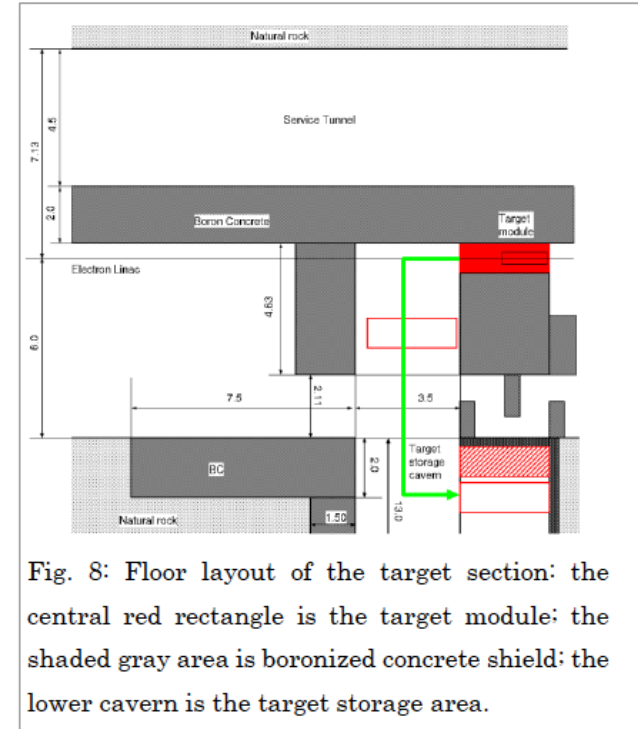 Natural rock
Service Tunnel
4.5
7.13
2.0
Boron Concrete
Target
module
Electron Linac
4.63
6.0
2.11
7.5
3.5
BC
2.0
Target
storage
cavern
13.0
1.50
Natural rock
Fig. 8: Floor layout of the target section: the
central red rectangle is the target module; the
shaded gray area is boronized concrete shield; the
lower cavern is the target storage area.